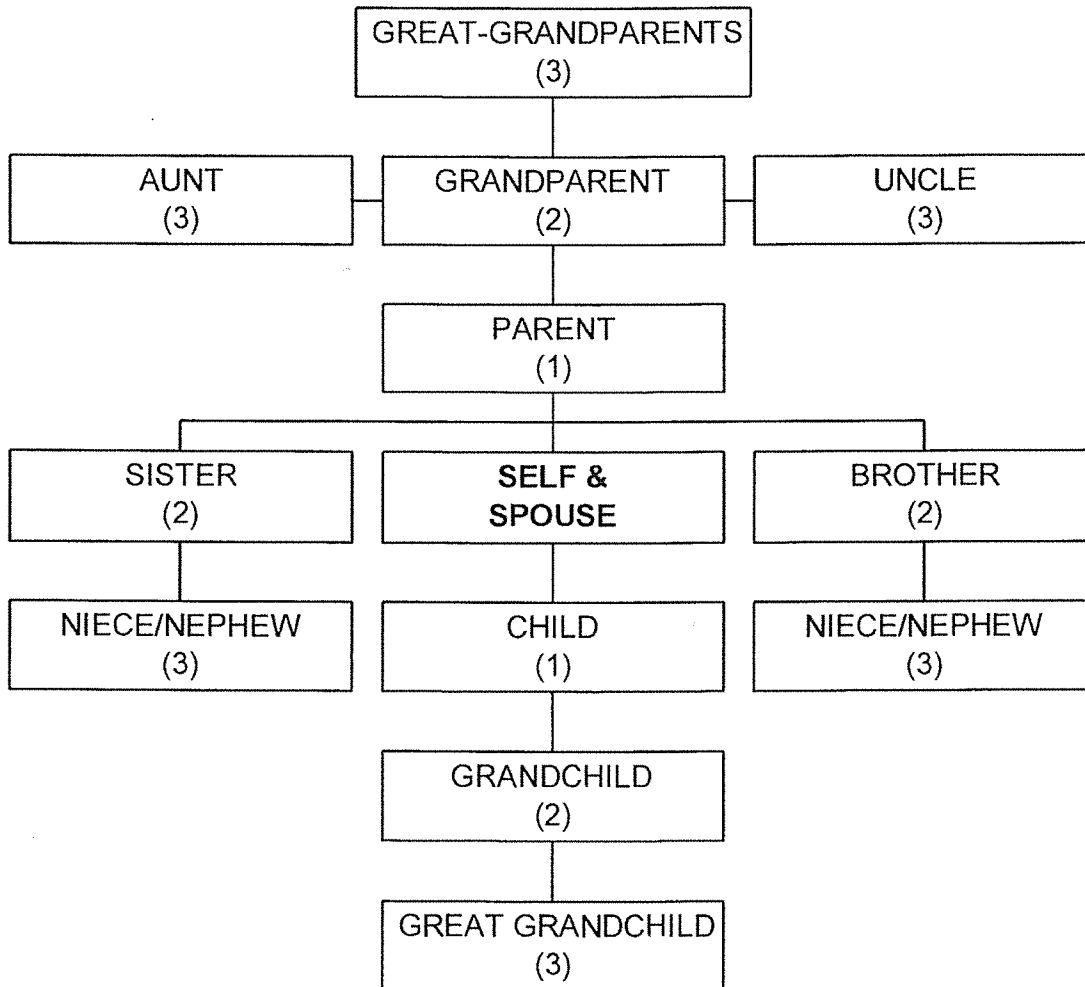 GREAT-GRANDPARENTS
(3)
AUNT
(3)
GRANDPARENT
(2)
UNCLE
(3)
PARENT
(1)
SISTER
(2)
SELF &
SPOUSE
BROTHER
(2)
NIECE/NEPHEW
(3)
CHILD
(1)
NIECE/NEPHEW
(3)
GRANDCHILD
(2)
GREAT GRANDCHILD
(3)